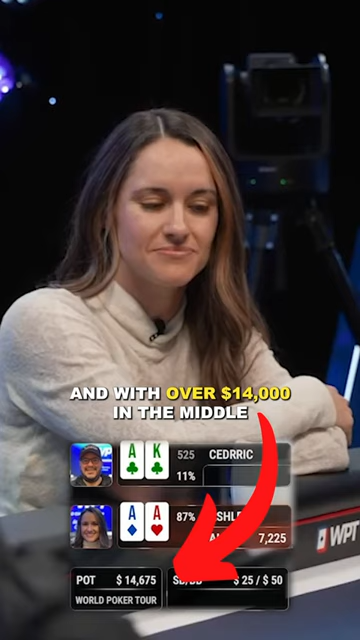 AND WITH OVER $14,000
IN THE MIDDLE
A K 525 CEDRRIC
11%
A A 87%
7,225
WPT
POT $ 14,675 $ 25 / $ 50
WORLD POKER TOUR